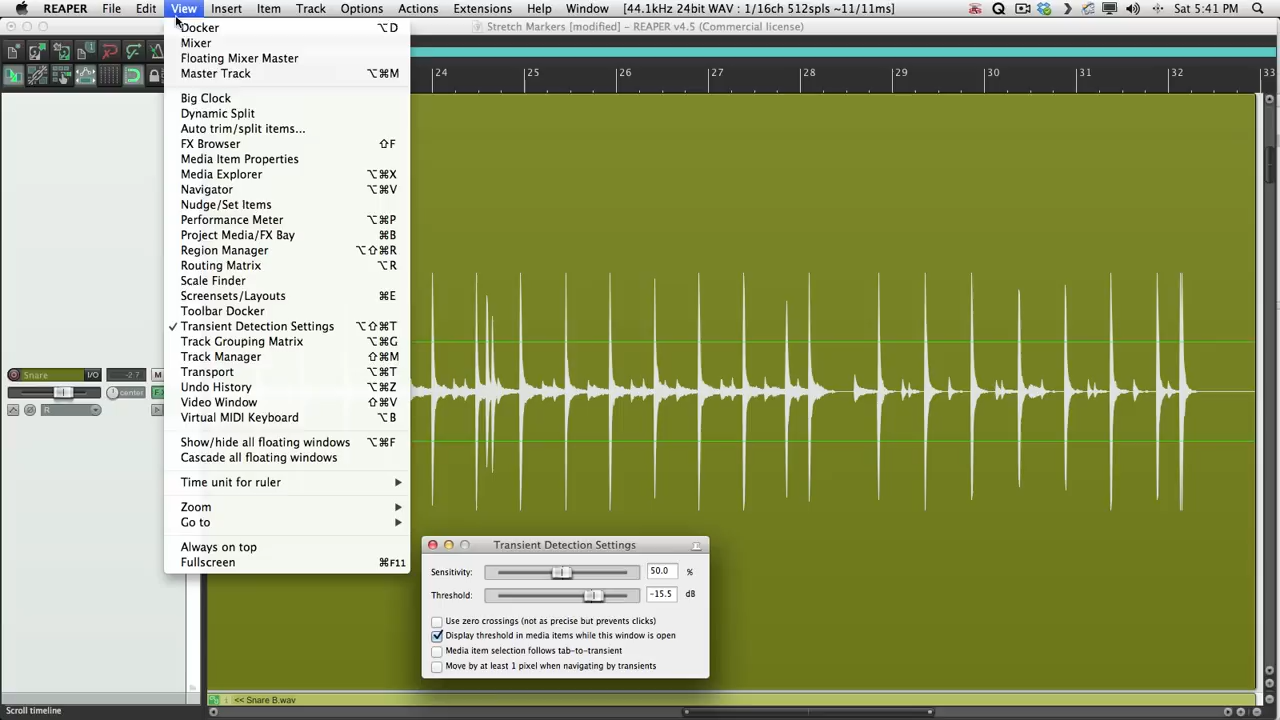 REAPER File Edit View Insert Item Track Options Actions Extensions Window Help [44.1kHz 24bit WAV : 1/16ch 512spls ~11/11ms] Sat 5:41 PM
Stretch Markers [modified] – REAPER v4.5 (Commercial license)
Docker ⌥D
Mixer
Floating Mixer Master
Master Track ⌥⌘M
24 25 26 27 28 29 30 31 32 33
Big Clock
Dynamic Split
Auto trim/split items...
FX Browser ⇧F
Media Item Properties
Media Explorer ⌥⌘X
Navigator ⌥⌘V
Nudge/Set Items
Performance Meter ⌥⌘P
Project Media/FX Bay ⌘B
Region Manager ⌥⇧⌘R
Routing Matrix ⌥R
Scale Finder
Screensets/Layouts ⌘E
Toolbar Docker
✓ Transient Detection Settings ⌥⇧⌘T
Track Grouping Matrix ⌥⌘G
Track Manager ⇧⌘M
Transport ⌥⌘T
Undo History ⌥⌘Z
Video Window ⇧⌘V
Virtual MIDI Keyboard ⌥B
Show/hide all floating windows ⌥⌘F
Cascade all floating windows
Time unit for ruler
Zoom
Go to
Always on top
Fullscreen ⌘F11
Snare I/O -2.7 M
center
R
Transient Detection Settings
Sensitivity: 50.0 %
Threshold: -15.5 dB
Use zero crossings (not as precise but prevents clicks)
Display threshold in media items while this window is open
Media item selection follows tab-to-transient
Move by at least 1 pixel when navigating by transients
<< Snare B.wav
Scroll timeline